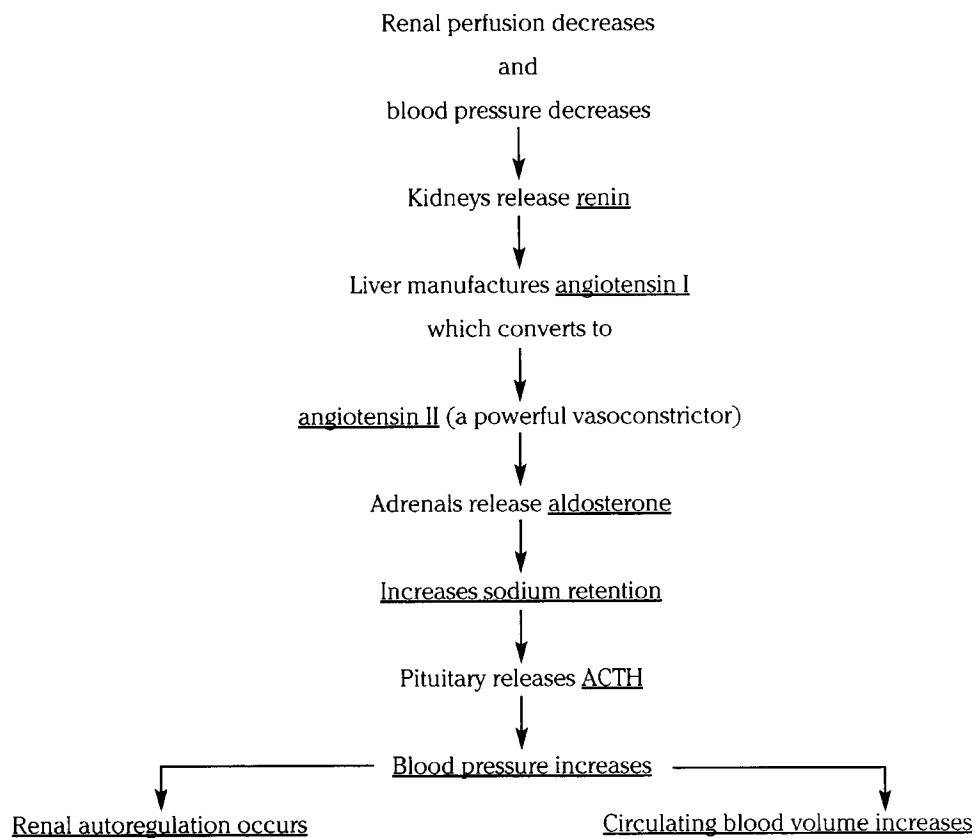 Renal perfusion decreases
and
blood pressure decreases
Kidneys release renin
Liver manufactures angiotensin I
which converts to
angiotensin II (a powerful vasoconstrictor)
Adrenals release aldosterone
Increases sodium retention
Pituitary releases ACTH
Blood pressure increases
Renal autoregulation occurs
Circulating blood volume increases